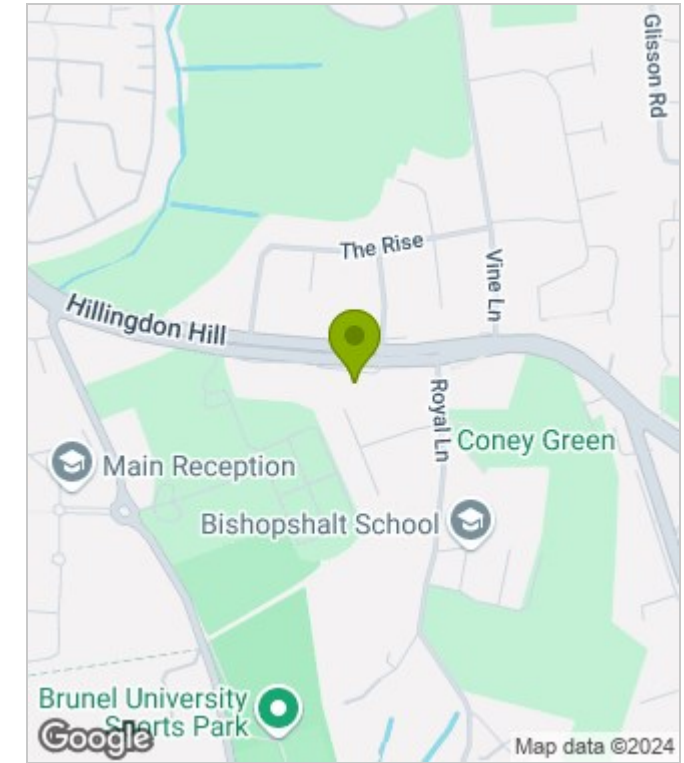 Glisson Rd
The Rise
Vine Ln
Hillingdon Hill
Royal Ln
Coney Green
Main Reception
Bishopshalt School
Brunel University
Sports Park
Google
Map data ©2024